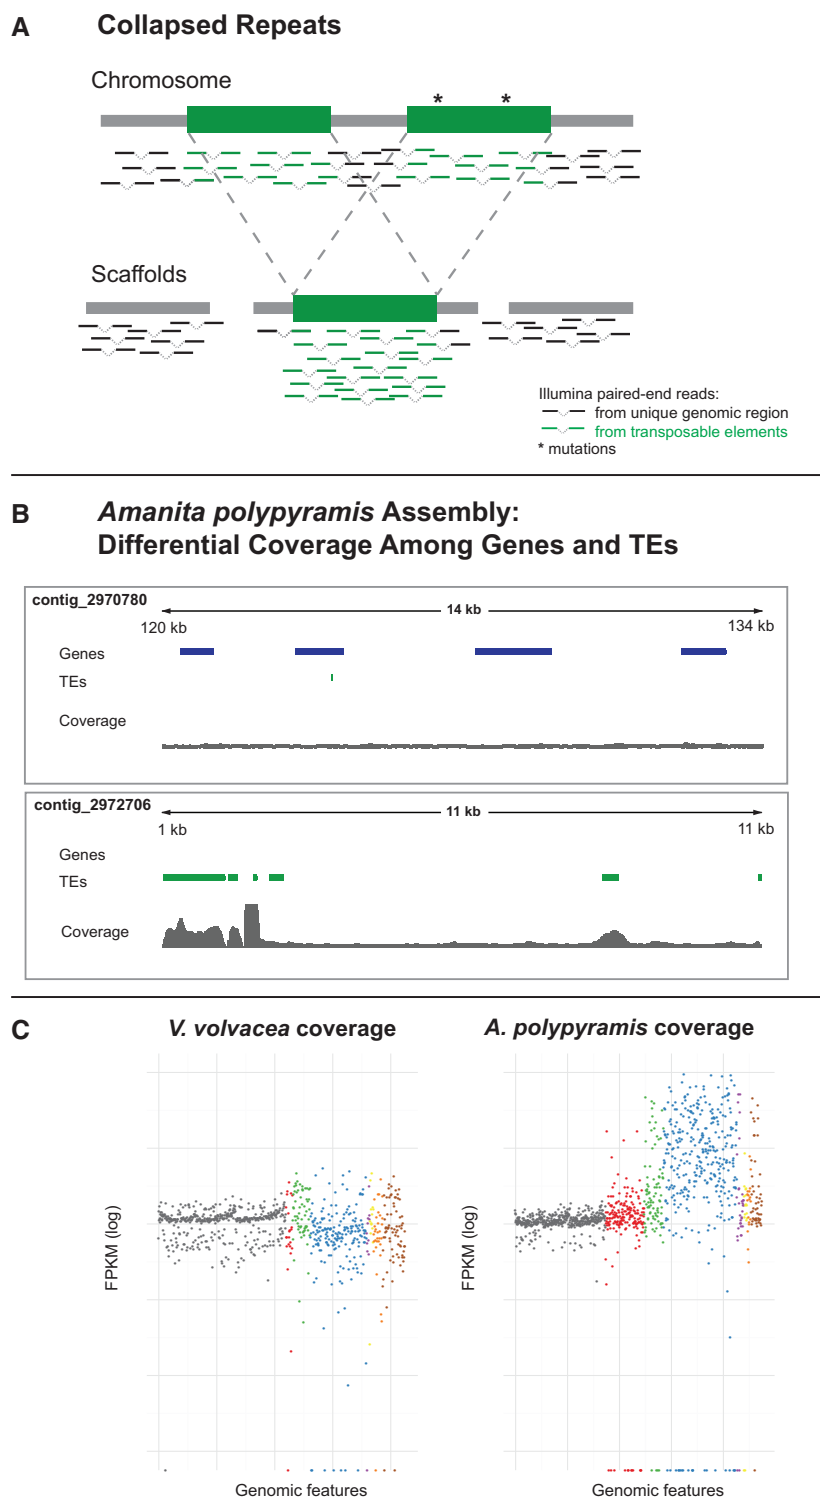 A Collapsed Repeats
Chromosome
* *
Scaffolds
Illumina paired-end reads:
from unique genomic region
from transposable elements
* mutations
B Amanita polypyramis Assembly:
Differential Coverage Among Genes and TEs
contig_2970780
14 kb
120 kb 134 kb
Genes
TEs
Coverage
contig_2972706
11 kb
1 kb 11 kb
Genes
TEs
Coverage
C V. volvacea coverage A. polypyramis coverage
FPKM (log) FPKM (log)
Genomic features Genomic features